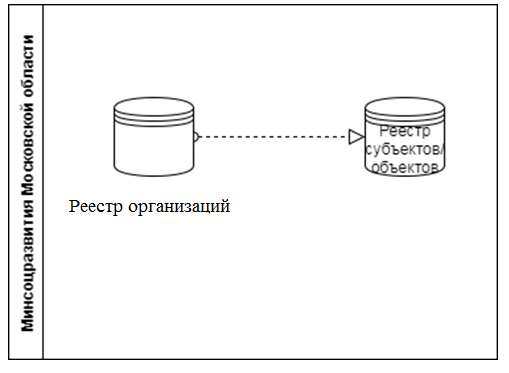 Минсоцразвития Московской области
Реестр
субъектов/
объектов
Реестр организаций